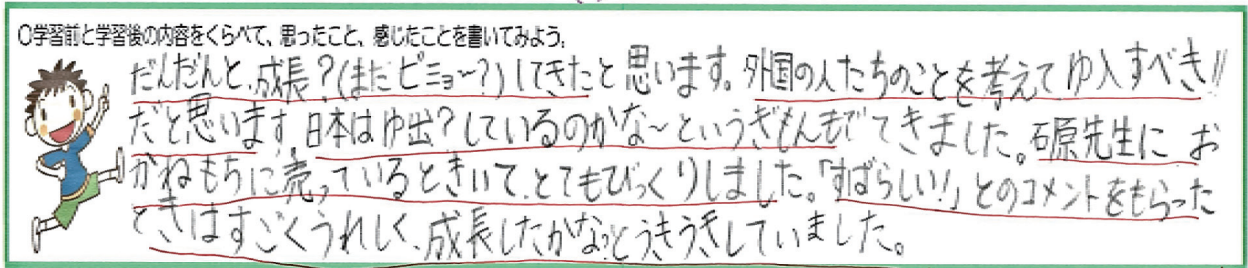 ○学習前と学習後の内容をくらべて、思ったこと、感じたことを書いてみよう。
だんだんと、成長？(まだビミョ〜？)してきたと思います。外国の人たちのことを考えてゆ入すべき!!
だと思います。日本はゆ出？しているのかな〜というぎもんもでてきました。石原先生に お
かねもちに売っているときいて、とてもびっくりしました。「すばらしい!」とのコメントをもらった
ときはすごくうれしく、成長したかなっとうきうきしていました。